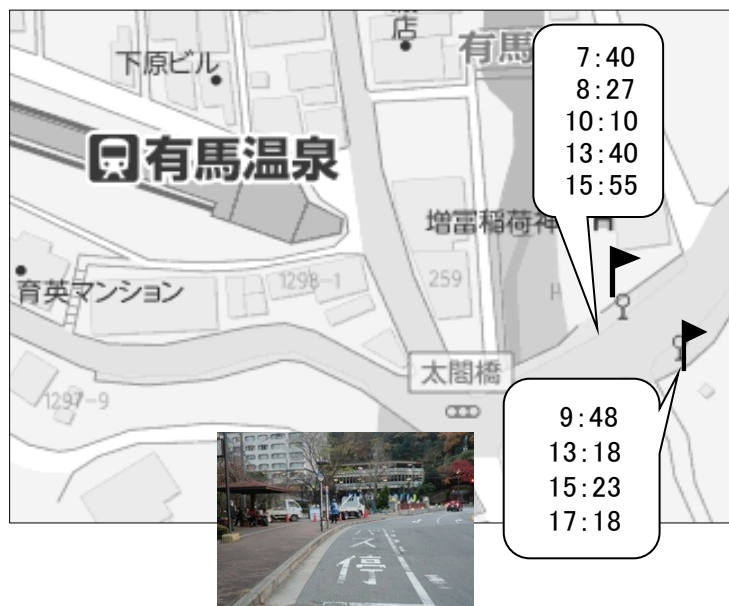 店
下原ビル
有馬
7:40
8:27
10:10
13:40
15:55
有馬温泉
増冨稲荷神
育英マンション
1298-1
259
H
1297-9
太閤橋
9:48
13:18
15:23
17:18
バス
停